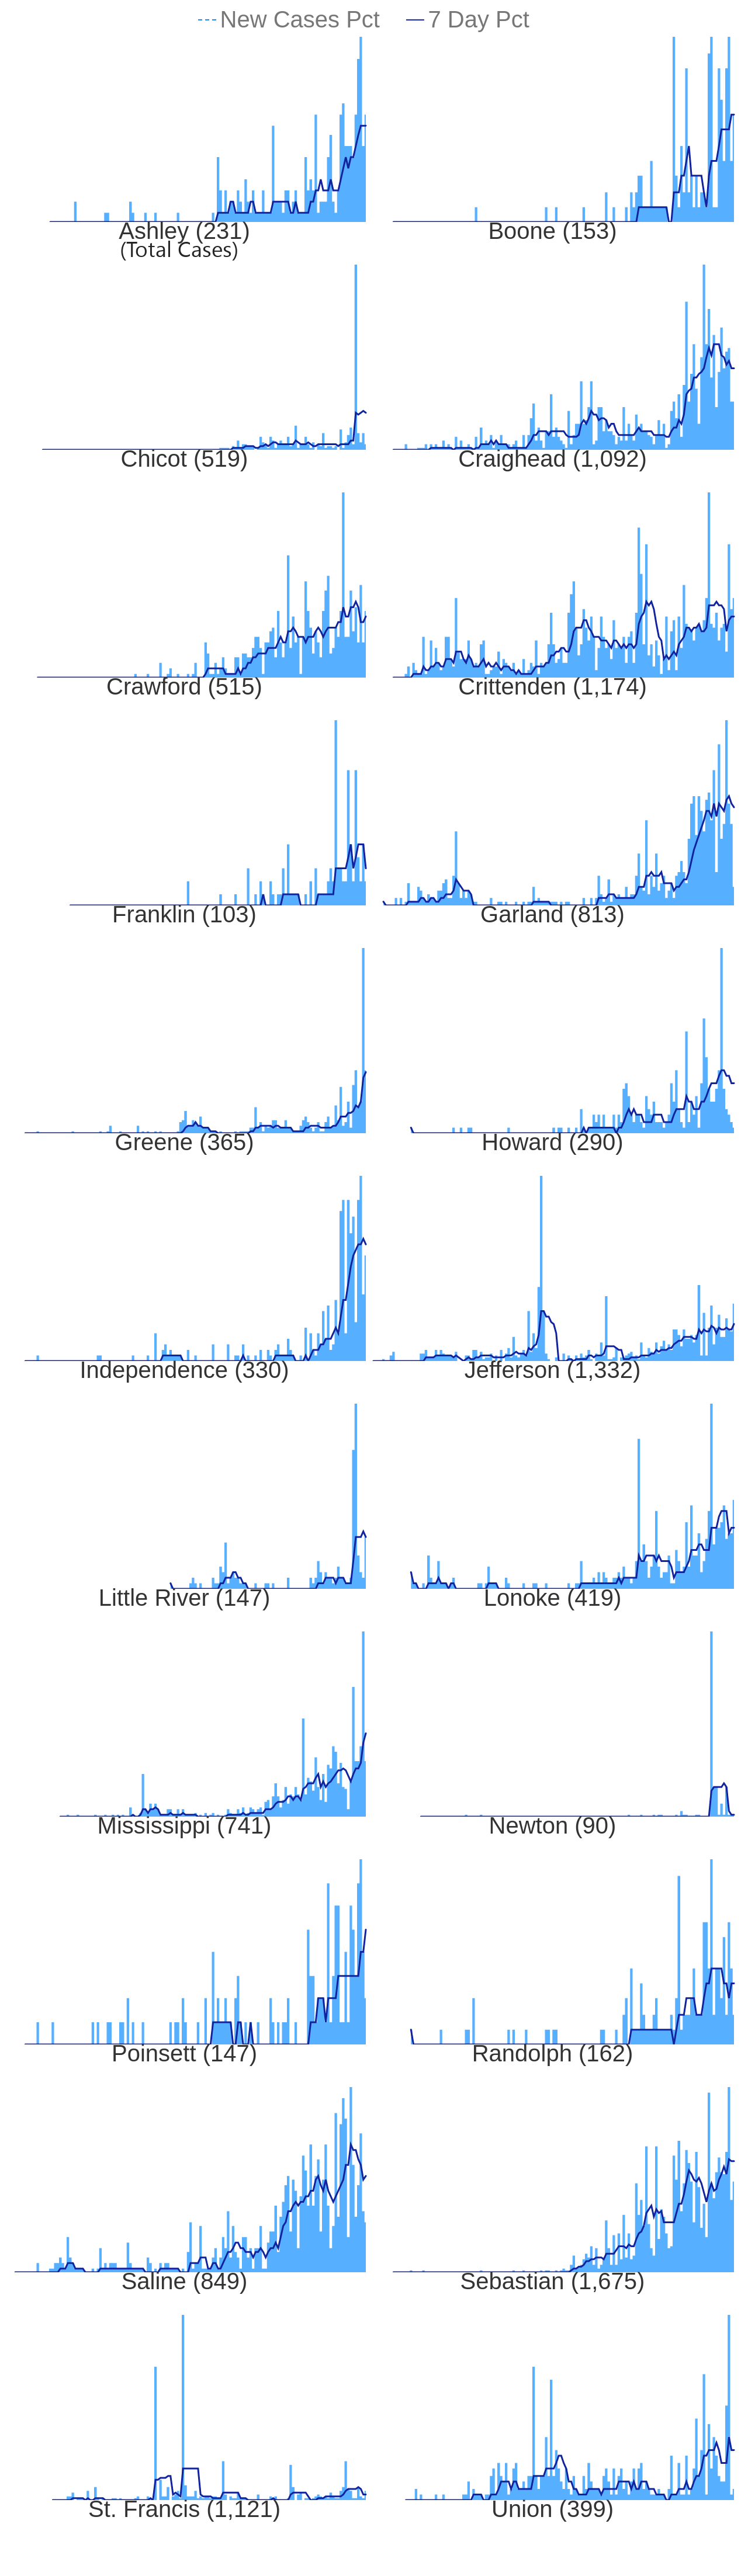 New Cases Pct 7 Day Pct
Ashley (231) Boone (153)
(Total Cases)
Chicot (519) Craighead (1,092)
Crawford (515) Crittenden (1,174)
Franklin (103) Garland (813)
Greene (365) Howard (290)
Independence (330) Jefferson (1,332)
Little River (147) Lonoke (419)
Mississippi (741) Newton (90)
Poinsett (147) Randolph (162)
Saline (849) Sebastian (1,675)
St. Francis (1,121) Union (399)